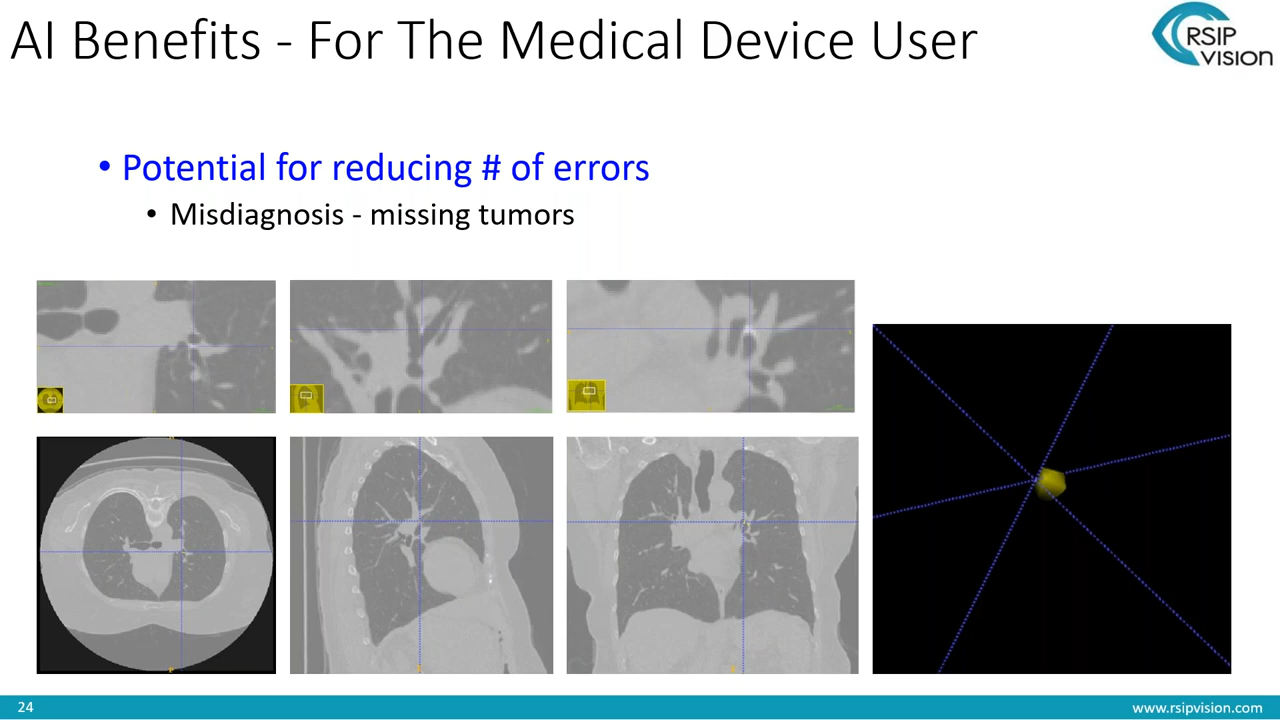 AI Benefits - For The Medical Device User
RSIP
VISION
• Potential for reducing # of errors
• Misdiagnosis - missing tumors
24
www.rsipvision.com